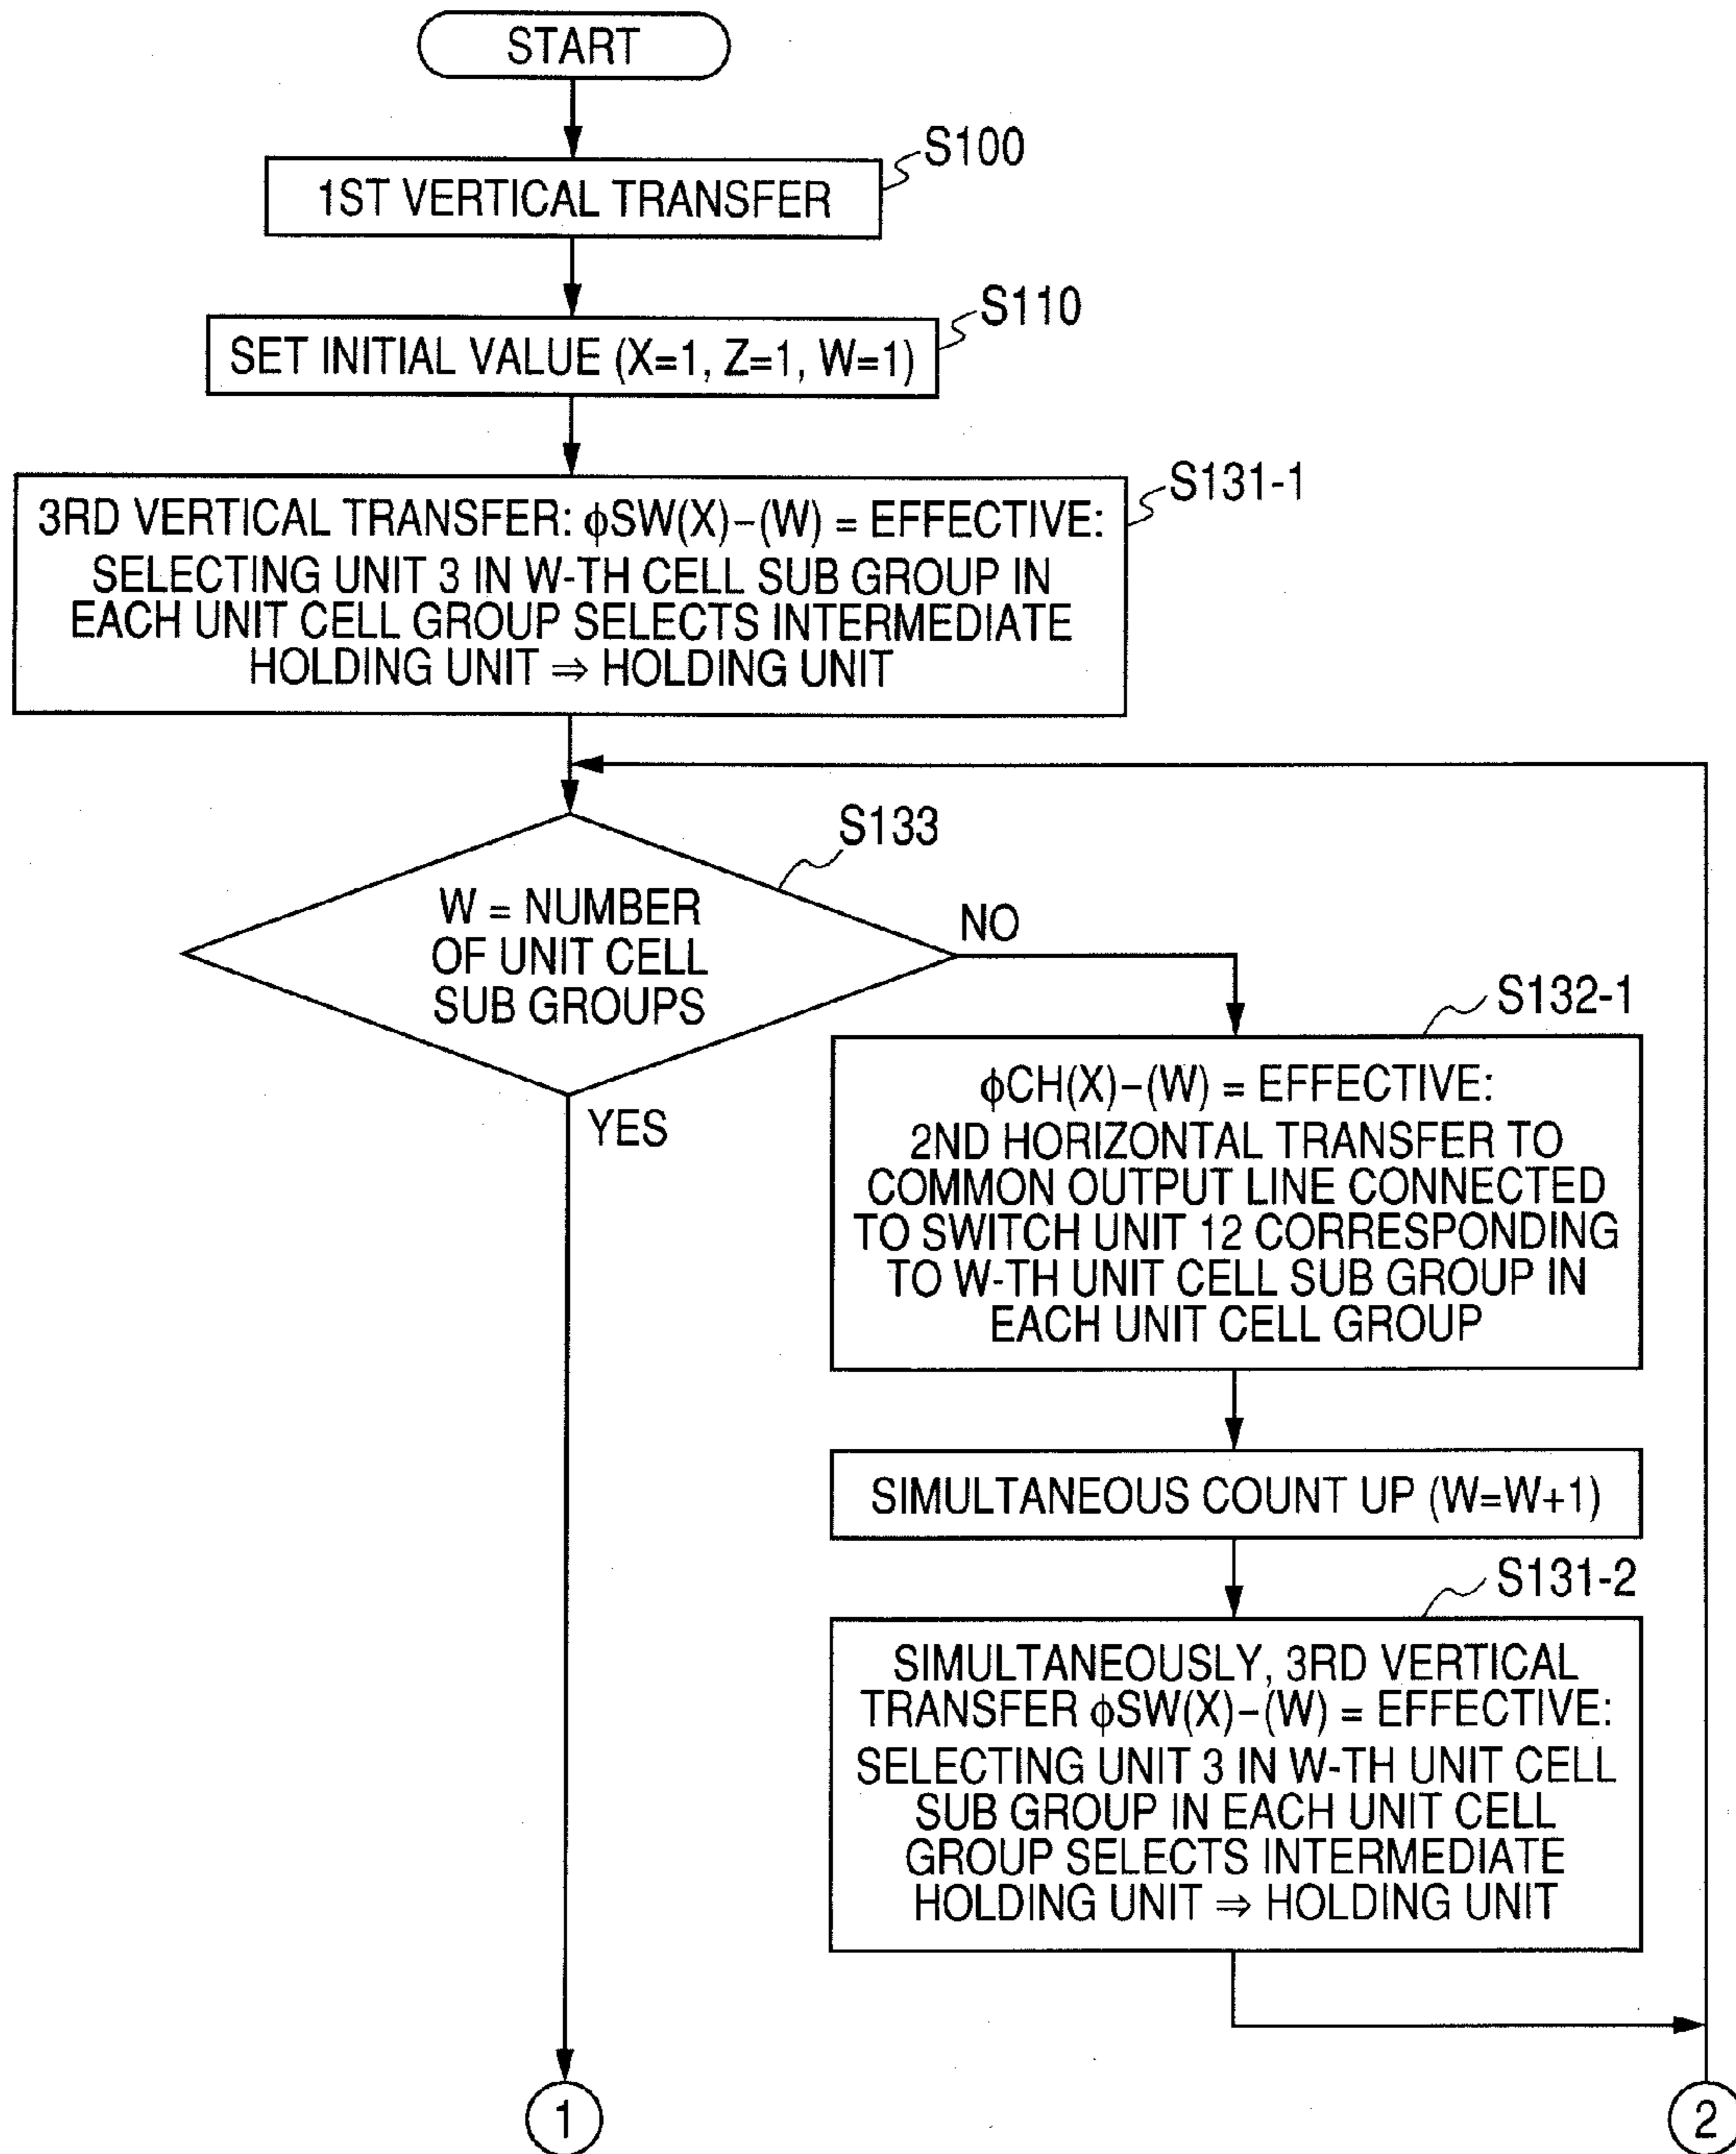 START
S100
1ST VERTICAL TRANSFER
S110
SET INITIAL VALUE (X=1, Z=1, W=1)
S131-1
3RD VERTICAL TRANSFER: ϕSW(X)−(W) = EFFECTIVE:
SELECTING UNIT 3 IN W-TH CELL SUB GROUP IN
EACH UNIT CELL GROUP SELECTS INTERMEDIATE
HOLDING UNIT ⇒ HOLDING UNIT
S133
W = NUMBER
OF UNIT CELL
SUB GROUPS
NO
YES
S132-1
ϕCH(X)−(W) = EFFECTIVE:
2ND HORIZONTAL TRANSFER TO
COMMON OUTPUT LINE CONNECTED
TO SWITCH UNIT 12 CORRESPONDING
TO W-TH UNIT CELL SUB GROUP IN
EACH UNIT CELL GROUP
SIMULTANEOUS COUNT UP (W=W+1)
S131-2
SIMULTANEOUSLY, 3RD VERTICAL
TRANSFER ϕSW(X)−(W) = EFFECTIVE:
SELECTING UNIT 3 IN W-TH UNIT CELL
SUB GROUP IN EACH UNIT CELL
GROUP SELECTS INTERMEDIATE
HOLDING UNIT ⇒ HOLDING UNIT
1
2